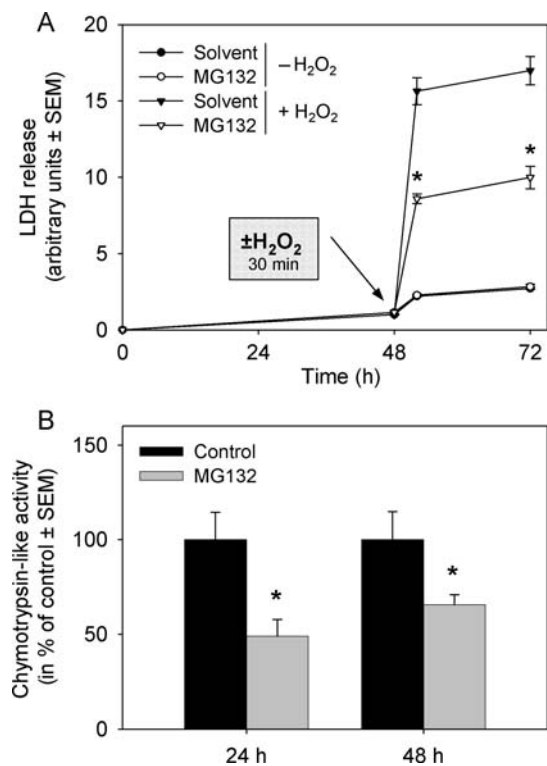 A
20
15
10
5
0
LDH release
(arbitrary units ± SEM)
Solvent
MG132
– H₂O₂
Solvent
MG132
+ H₂O₂
*
*
±H₂O₂
30 min
0
24
48
72
Time (h)
B
150
100
50
0
Chymotrypsin-like activity
(in % of control ± SEM)
Control
MG132
*
*
24 h
48 h